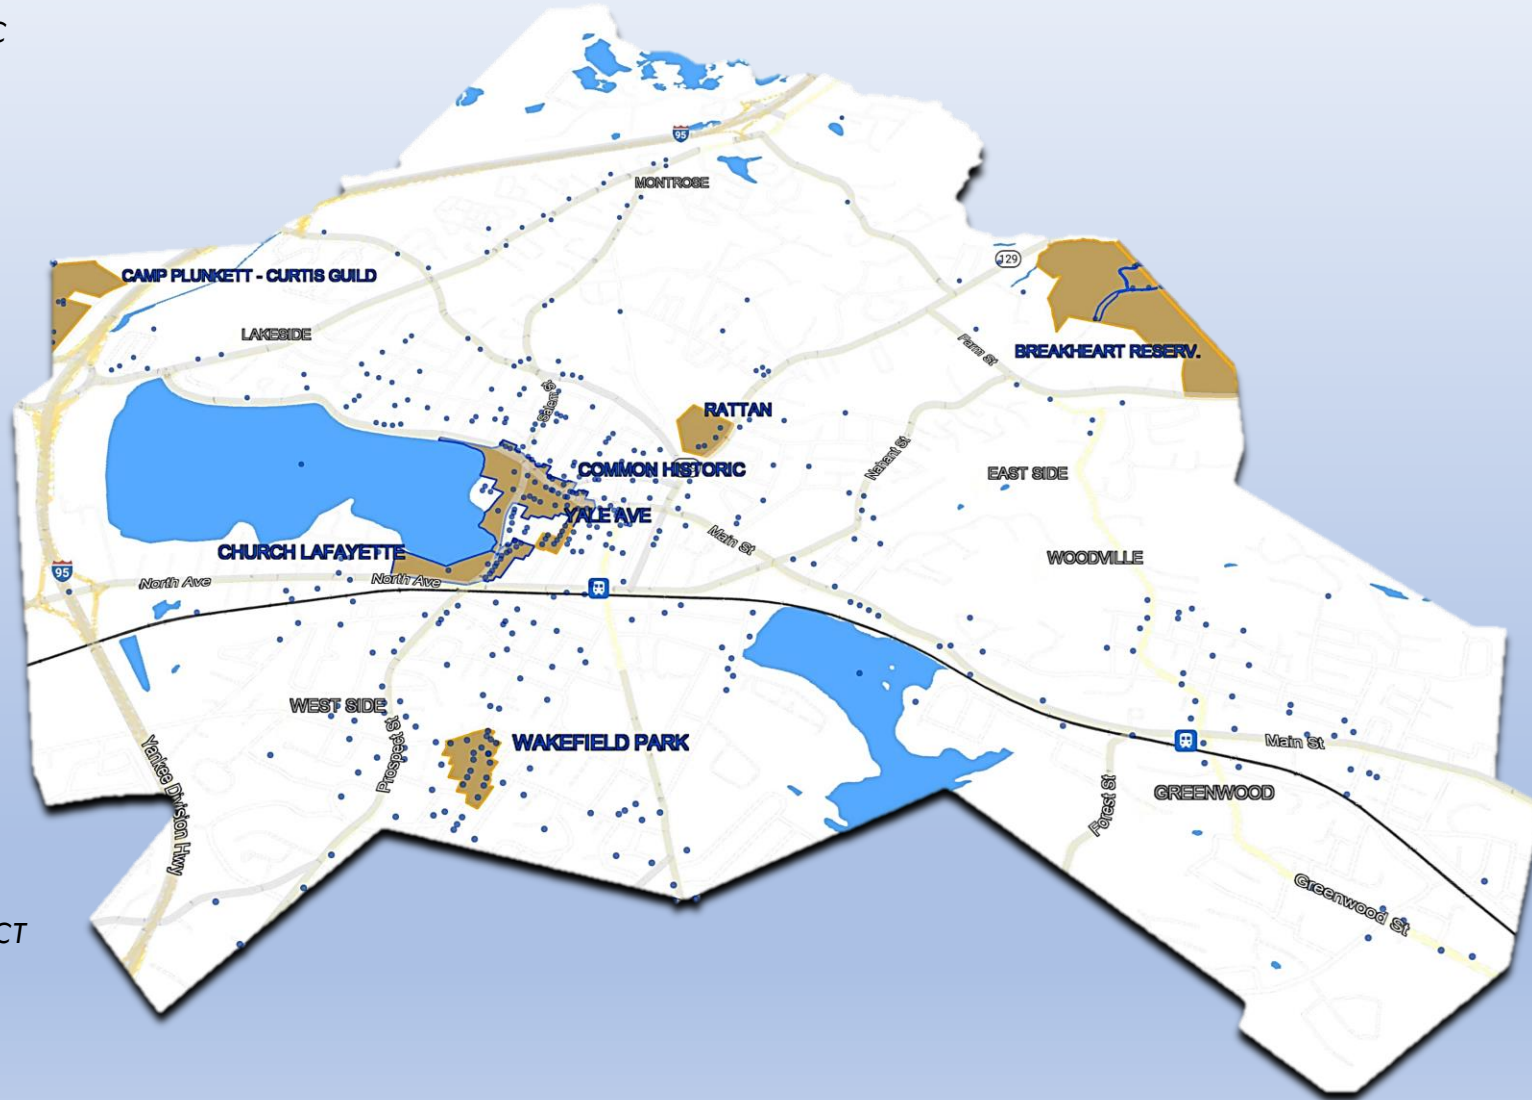 C
95
MONTROSE
129
CAMP PLUNKETT - CURTIS GUILD
LAKESIDE
Farm St
BREAKHEART RESERV.
Salem St
RATTAN
Nahant St
COMMON HISTORIC
EAST SIDE
YALE AVE
Main St
CHURCH LAFAYETTE
WOODVILLE
95
North Ave
North Ave
WEST SIDE
Prospect St
WAKEFIELD PARK
Main St
Yankee Division Hwy
Forest St
GREENWOOD
Greenwood St
CT